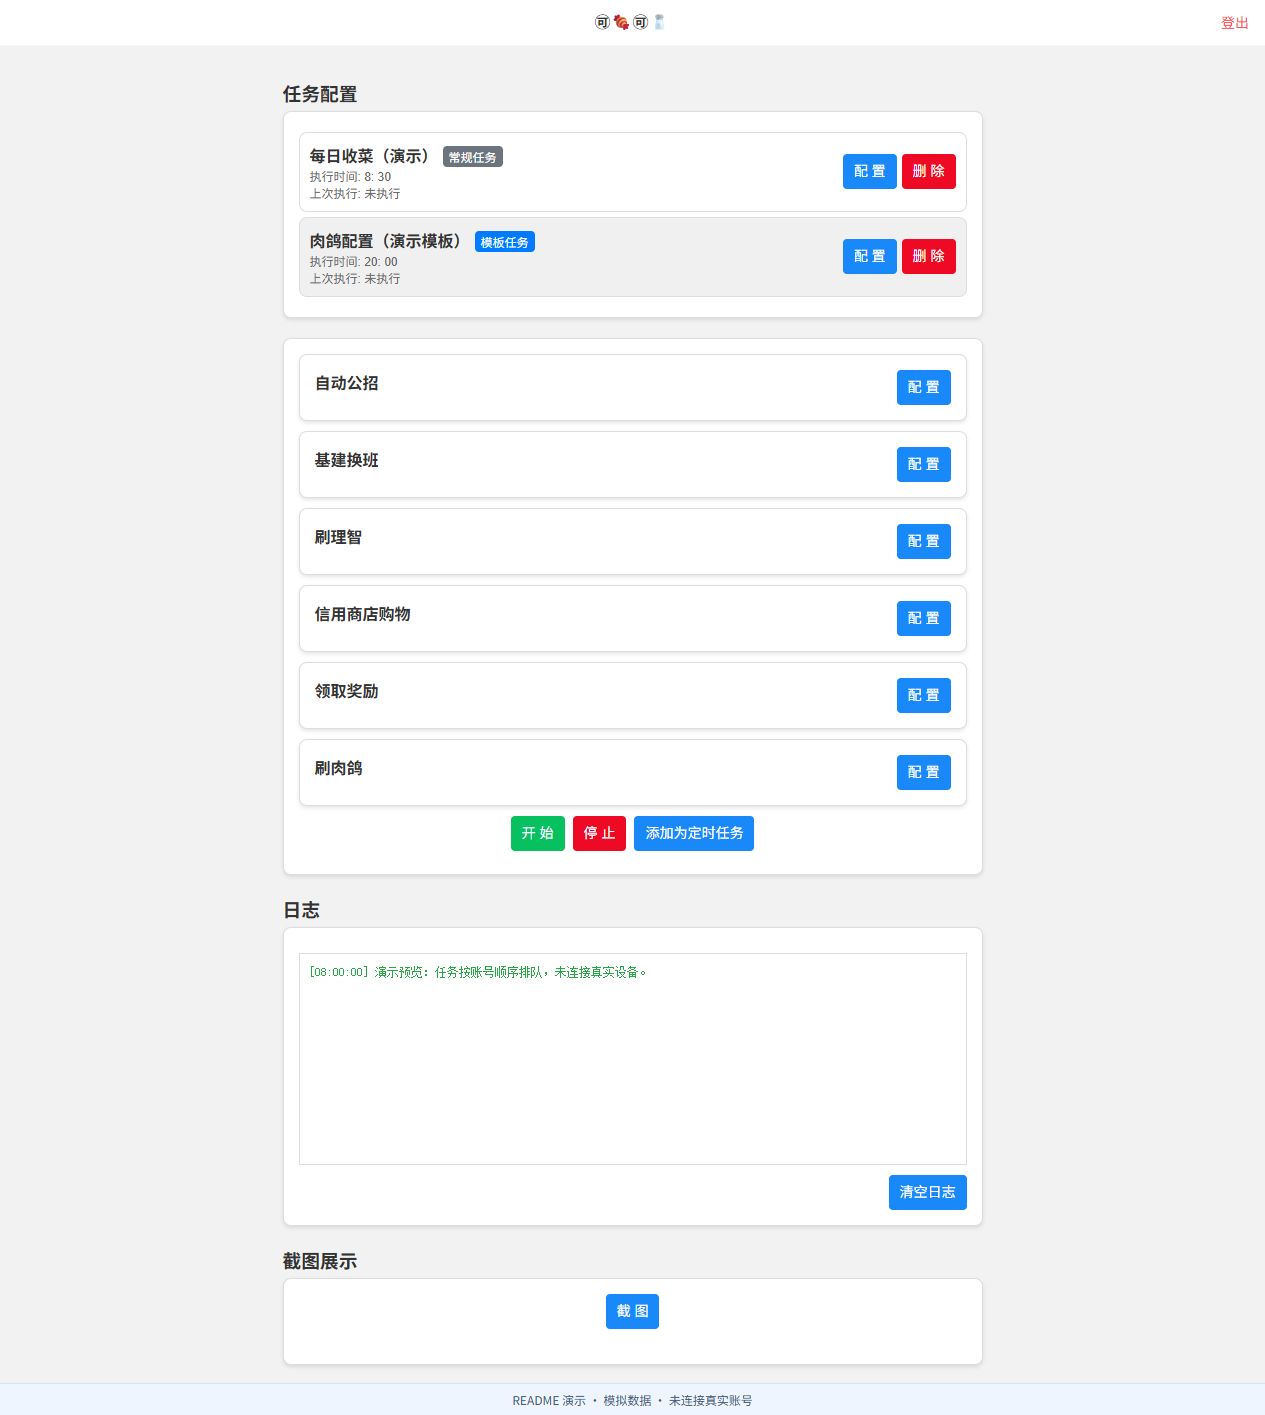 🉑🍖🉑🥛
登出
任务配置
每日收菜（演示） 常规任务
执行时间: 8: 30
上次执行: 未执行
配 置 删 除
肉鸽配置（演示模板） 模板任务
执行时间: 20: 00
上次执行: 未执行
配 置 删 除
自动公招 配 置
基建换班 配 置
刷理智 配 置
信用商店购物 配 置
领取奖励 配 置
刷肉鸽 配 置
开 始 停 止 添加为定时任务
日志
[08:00:00] 演示预览：任务按账号顺序排队，未连接真实设备。
清空日志
截图展示
截 图
README 演示 · 模拟数据 · 未连接真实账号